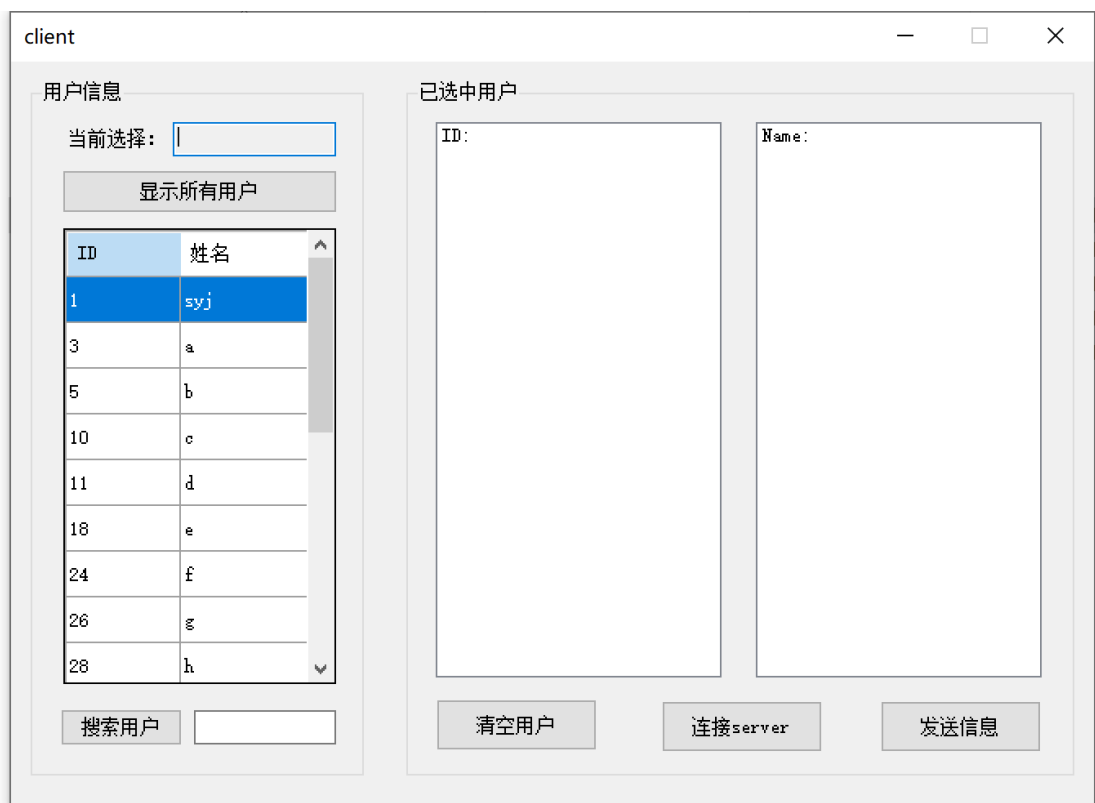 client
用户信息
当前选择：
显示所有用户
ID 姓名
1 syj
3 a
5 b
10 c
11 d
18 e
24 f
26 g
28 h
搜索用户
已选中用户
ID:
Name:
清空用户
连接server
发送信息